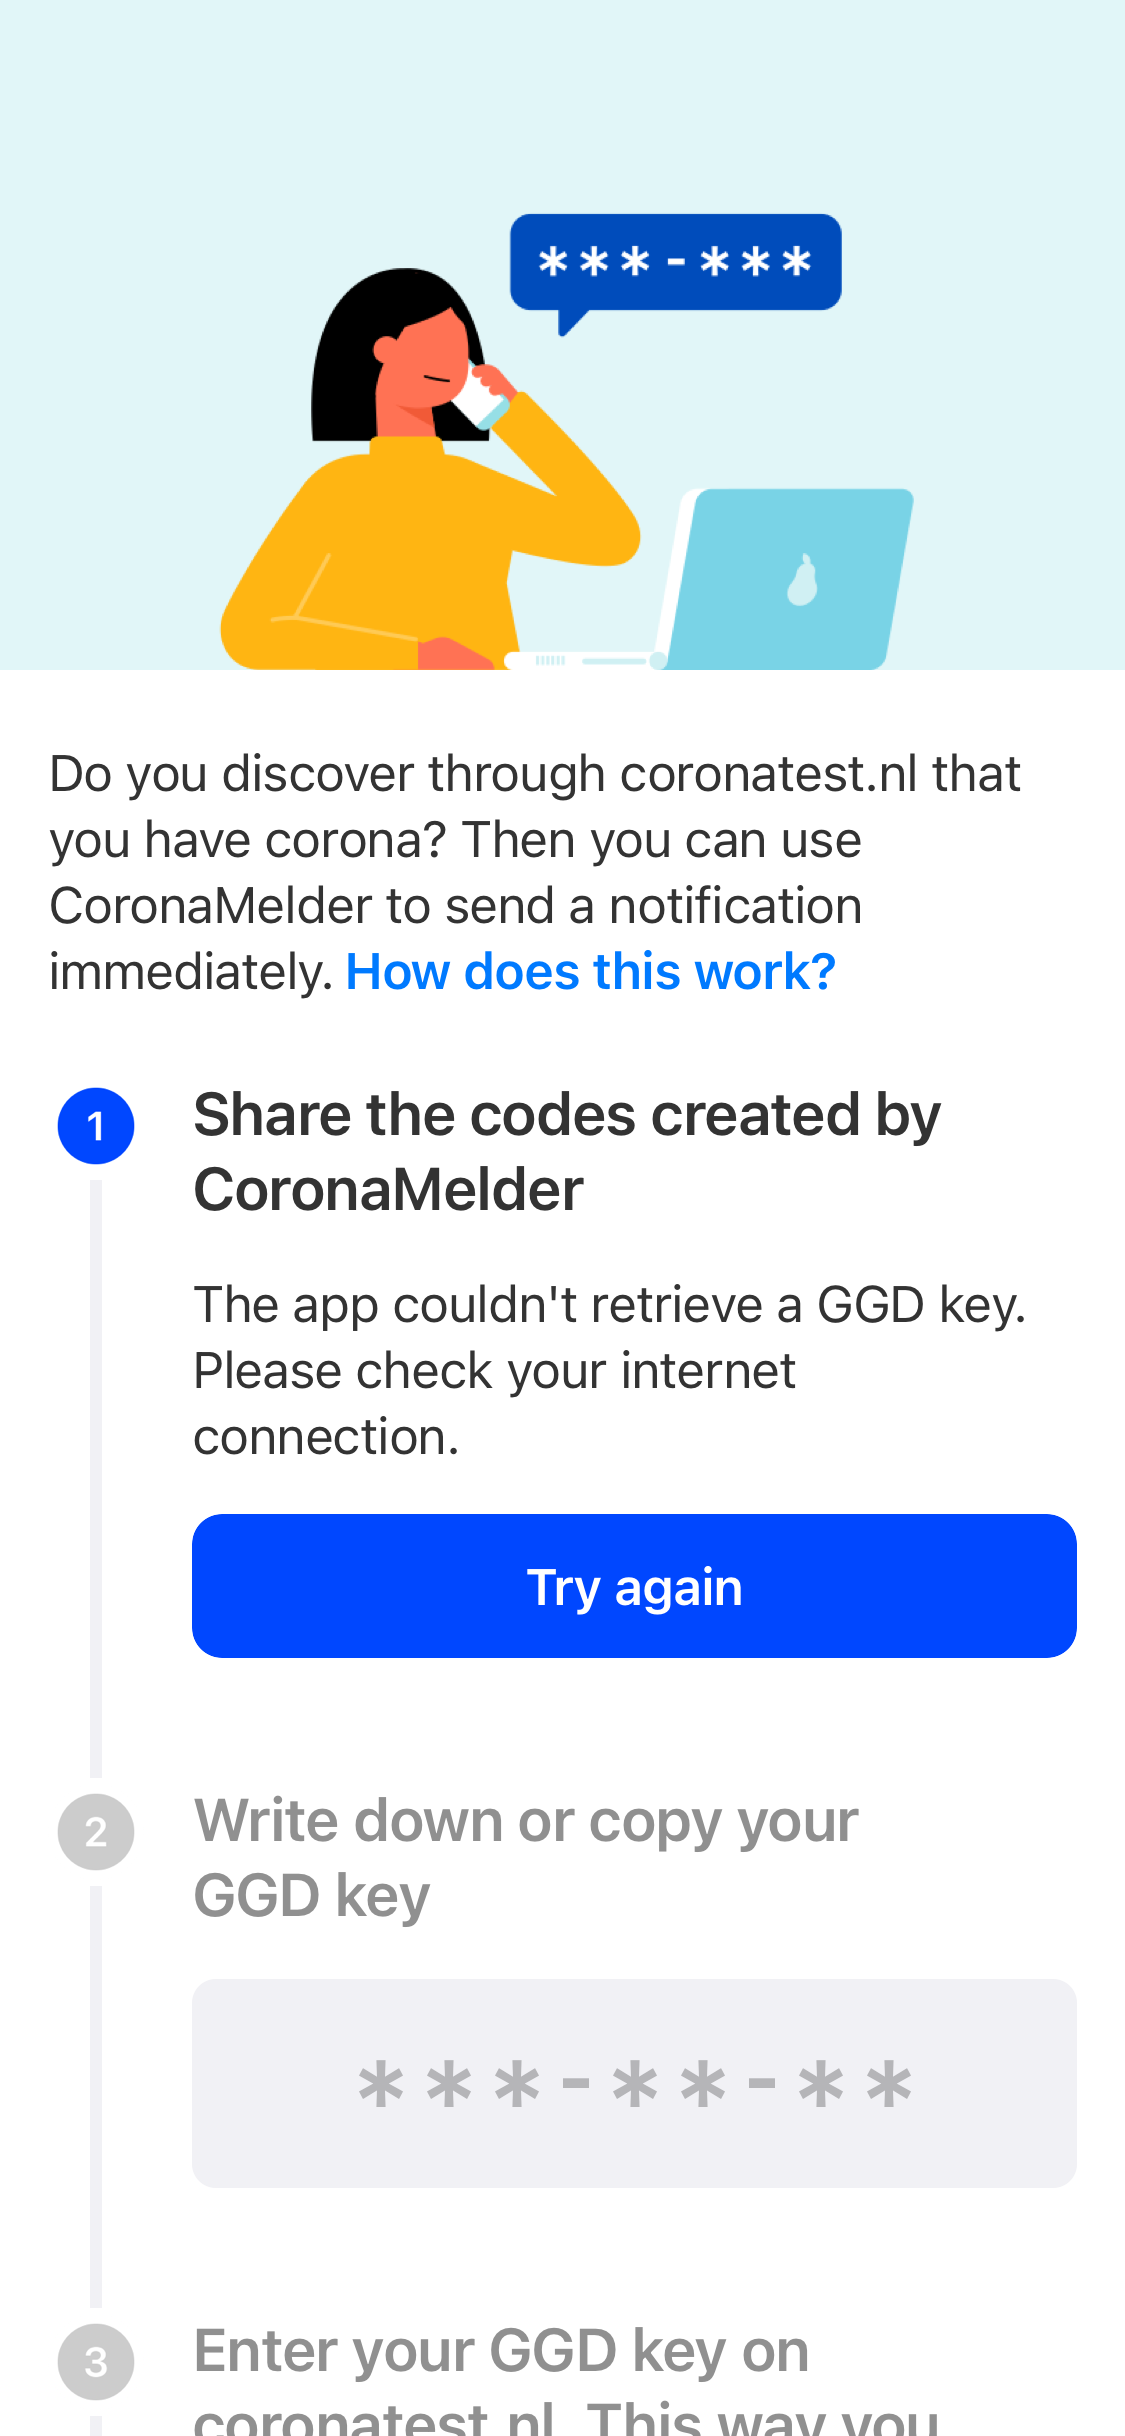 ***-***
Do you discover through coronatest.nl that
you have corona? Then you can use
CoronaMelder to send a notification
immediately. How does this work?
1
Share the codes created by
CoronaMelder
The app couldn't retrieve a GGD key.
Please check your internet
connection.
Try again
2
Write down or copy your
GGD key
***-**-**
3
Enter your GGD key on
coronatest.nl. This way you